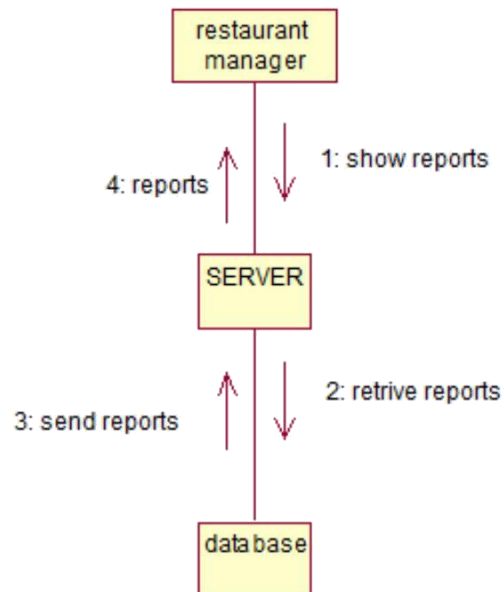 restaurant
manager
1: show reports
4: reports
SERVER
2: retrive reports
3: send reports
database